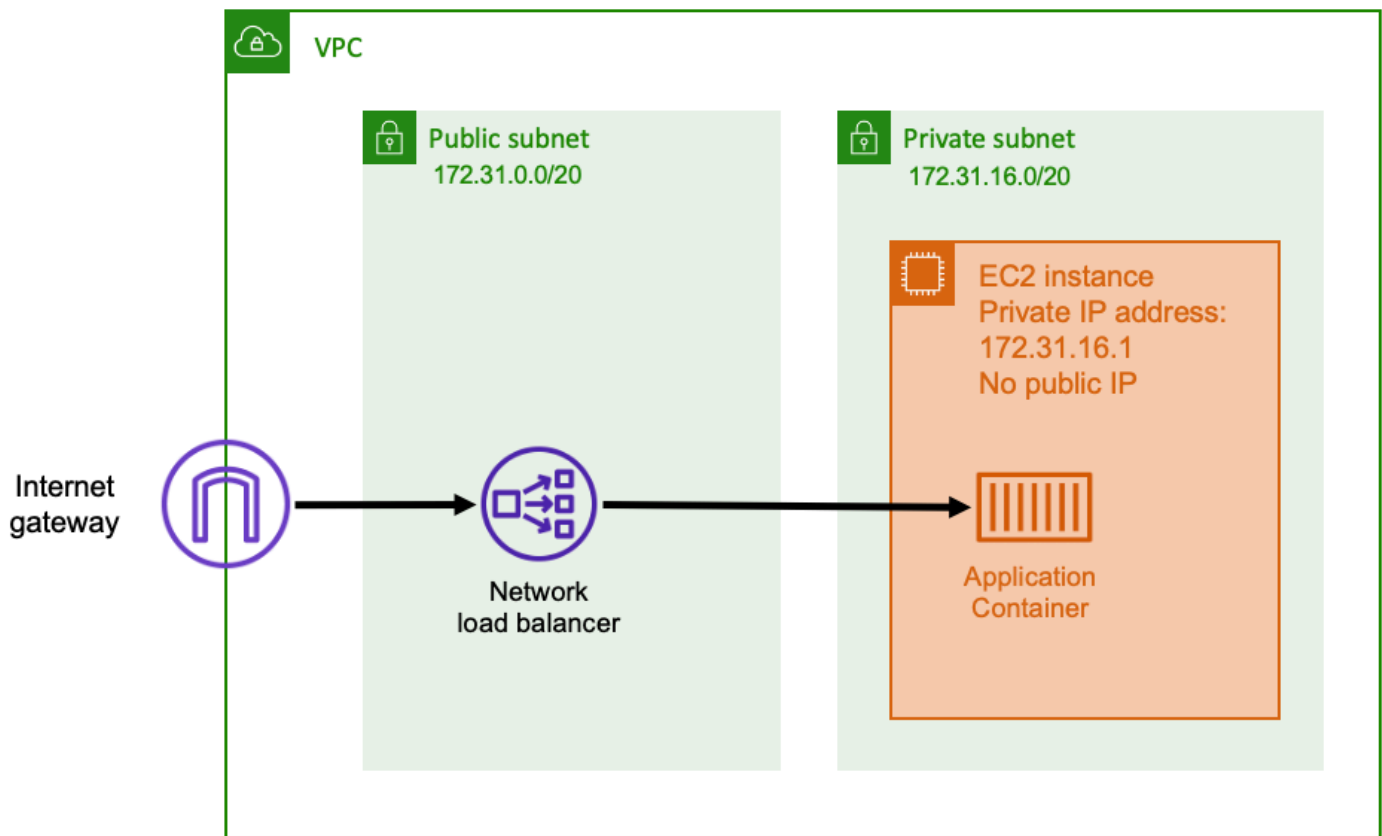 VPC
Public subnet
172.31.0.0/20
Private subnet
172.31.16.0/20
EC2 instance
Private IP address:
172.31.16.1
No public IP
Internet
gateway
Network
load balancer
Application
Container